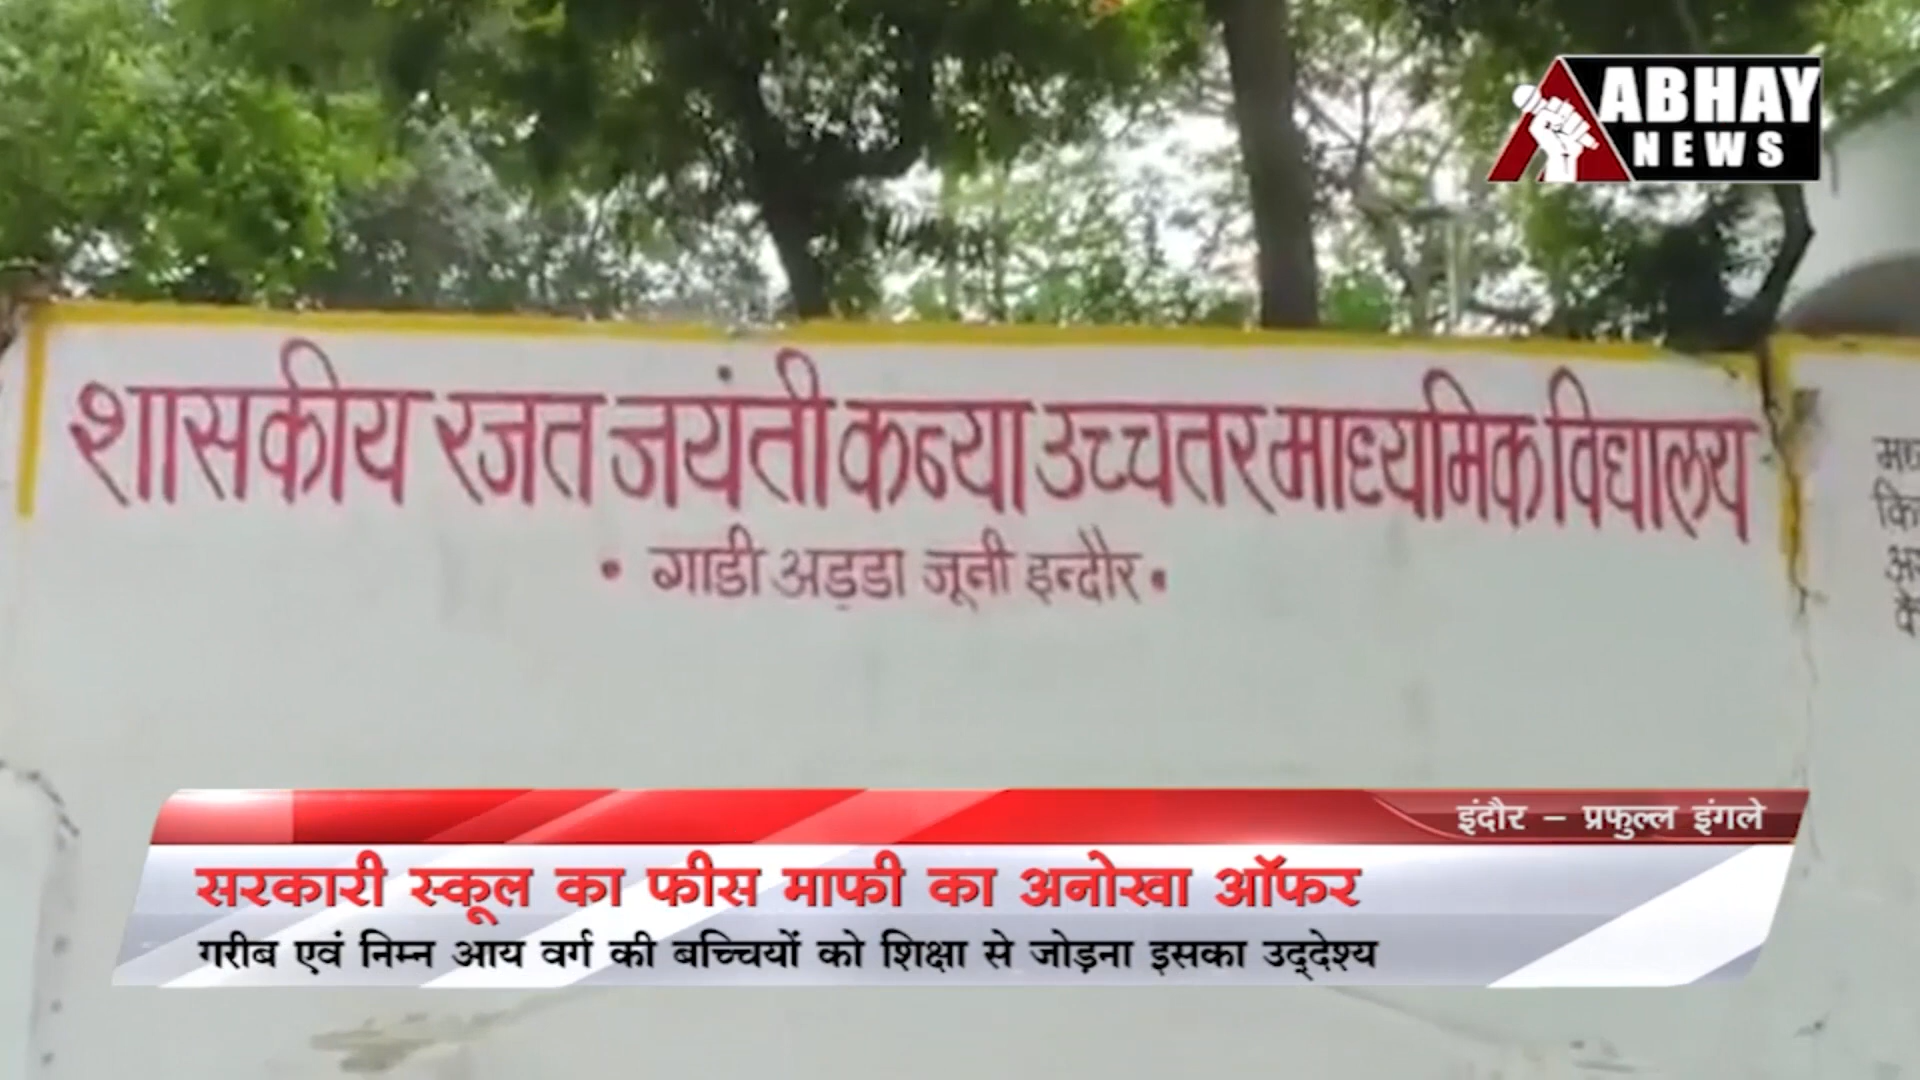 ABHAY
NEWS
शासकीय रजत जयंती कन्या उच्चतर माध्यमिक विद्यालय
• गाडी अडडा जूनी इन्दौर •
इंदौर – प्रफुल्ल इंगले
सरकारी स्कूल का फीस माफी का अनोखा ऑफर
गरीब एवं निम्न आय वर्ग की बच्चियों को शिक्षा से जोड़ना इसका उद्देश्य